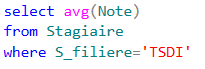 select avg(Note)
from Stagiaire
where S_filiere='TSDI'